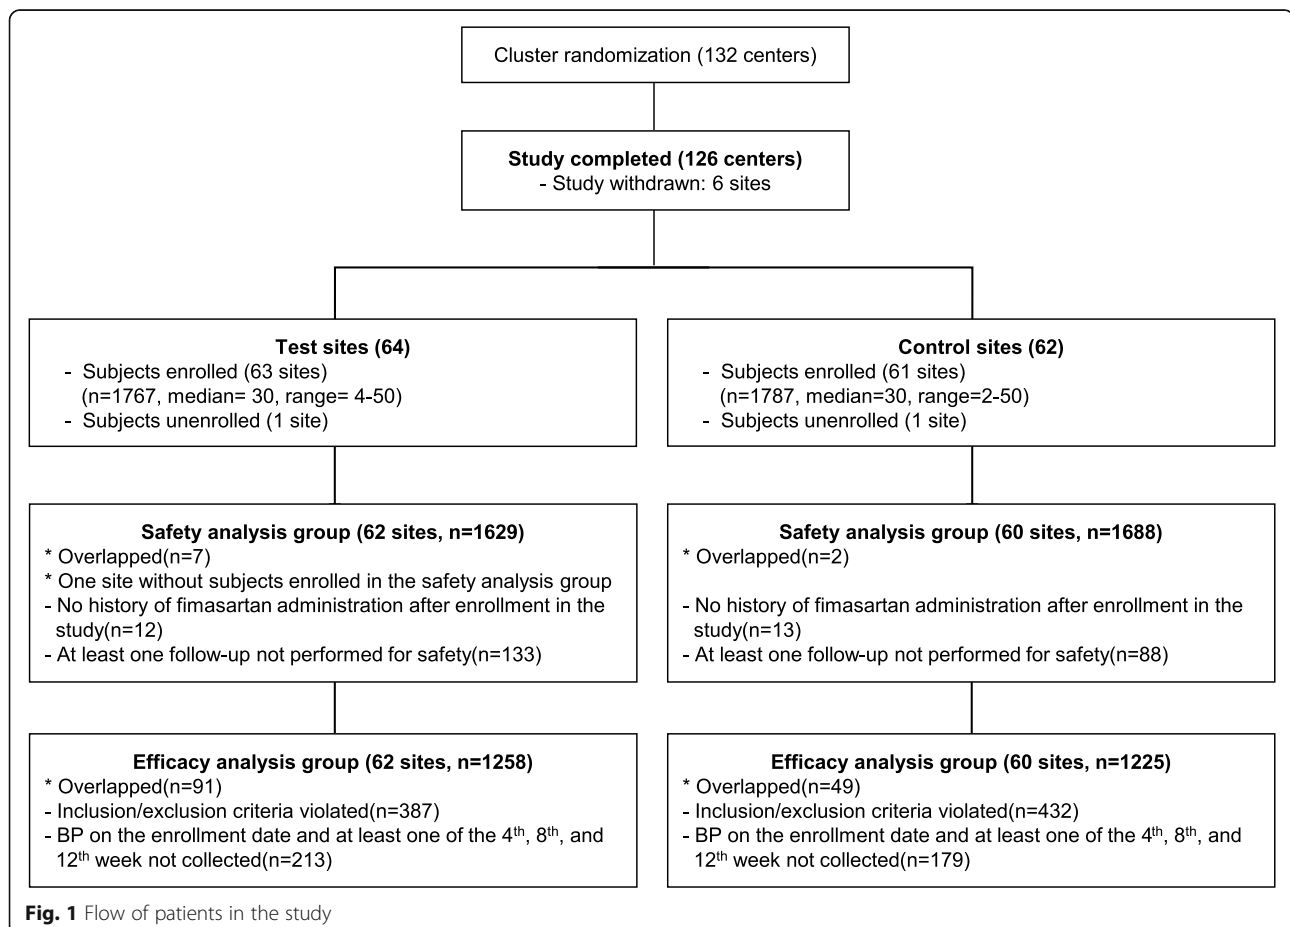 Cluster randomization (132 centers)
Study completed (126 centers)
- Study withdrawn: 6 sites
Test sites (64)
- Subjects enrolled (63 sites)
(n=1767, median= 30, range= 4-50)
- Subjects unenrolled (1 site)
Control sites (62)
- Subjects enrolled (61 sites)
(n=1787, median=30, range=2-50)
- Subjects unenrolled (1 site)
Safety analysis group (62 sites, n=1629)
* Overlapped(n=7)
* One site without subjects enrolled in the safety analysis group
- No history of fimasartan administration after enrollment in the
study(n=12)
- At least one follow-up not performed for safety(n=133)
Safety analysis group (60 sites, n=1688)
* Overlapped(n=2)
- No history of fimasartan administration after enrollment in the
study(n=13)
- At least one follow-up not performed for safety(n=88)
Efficacy analysis group (62 sites, n=1258)
* Overlapped(n=91)
- Inclusion/exclusion criteria violated(n=387)
- BP on the enrollment date and at least one of the 4th, 8th, and
12th week not collected(n=213)
Efficacy analysis group (60 sites, n=1225)
* Overlapped(n=49)
- Inclusion/exclusion criteria violated(n=432)
- BP on the enrollment date and at least one of the 4th, 8th, and
12th week not collected(n=179)
Fig. 1 Flow of patients in the study